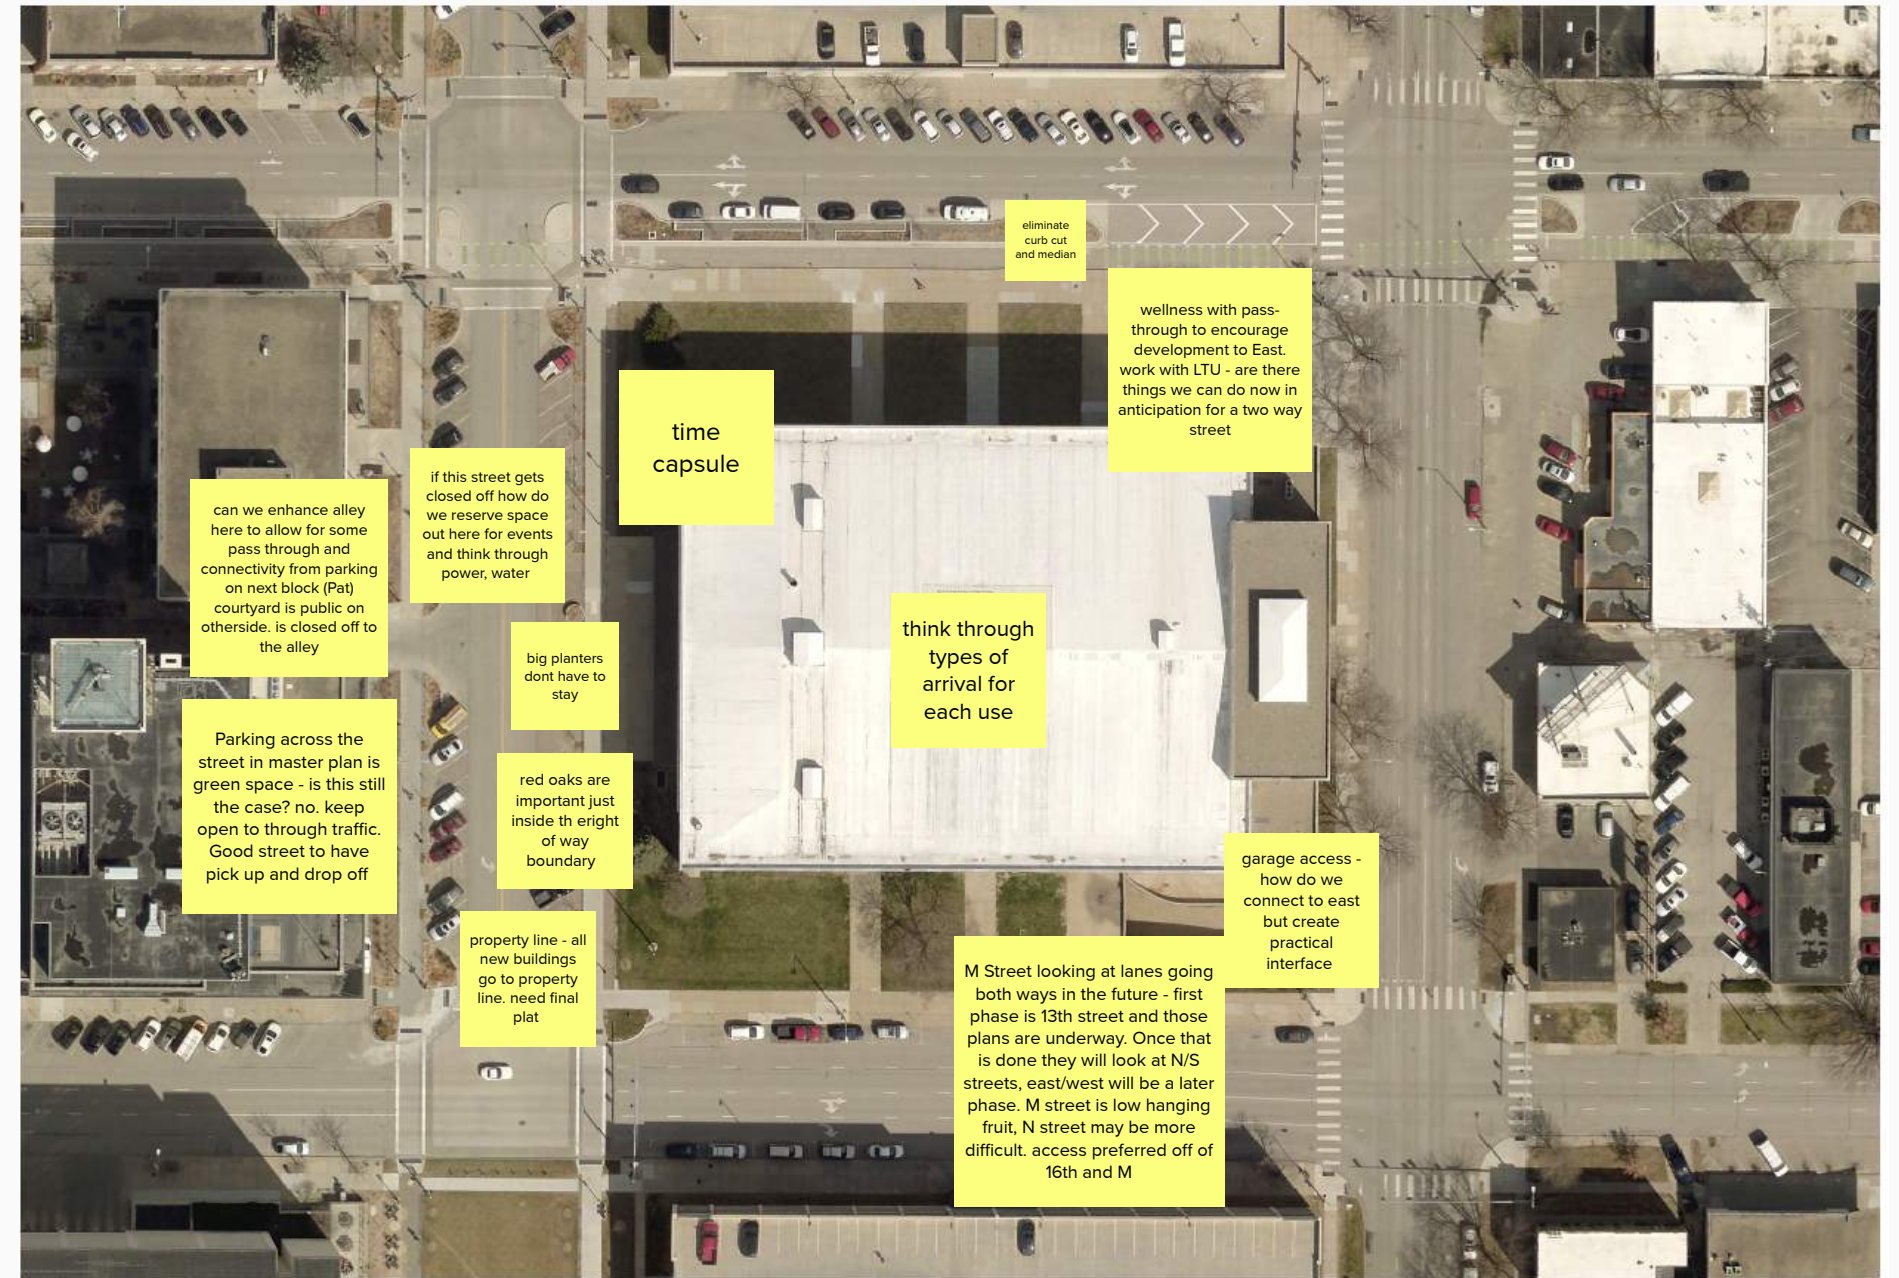 eliminate
curb cut
and median
wellness with pass-
through to encourage
development to East.
work with LTU - are there
things we can do now in
anticipation for a two way
street
time
capsule
if this street gets
closed off how do
we reserve space
out here for events
and think through
power, water
can we enhance alley
here to allow for some
pass through and
connectivity from parking
on next block (Pat)
courtyard is public on
otherside. is closed off to
the alley
think through
types of
arrival for
each use
big planters
dont have to
stay
Parking across the
street in master plan is
green space - is this still
the case? no. keep
open to through traffic.
Good street to have
pick up and drop off
red oaks are
important just
inside th eright
of way
boundary
garage access -
how do we
connect to east
but create
practical
interface
property line - all
new buildings
go to property
line. need final
plat
M Street looking at lanes going
both ways in the future - first
phase is 13th street and those
plans are underway. Once that
is done they will look at N/S
streets, east/west will be a later
phase. M street is low hanging
fruit, N street may be more
difficult. access preferred off of
16th and M